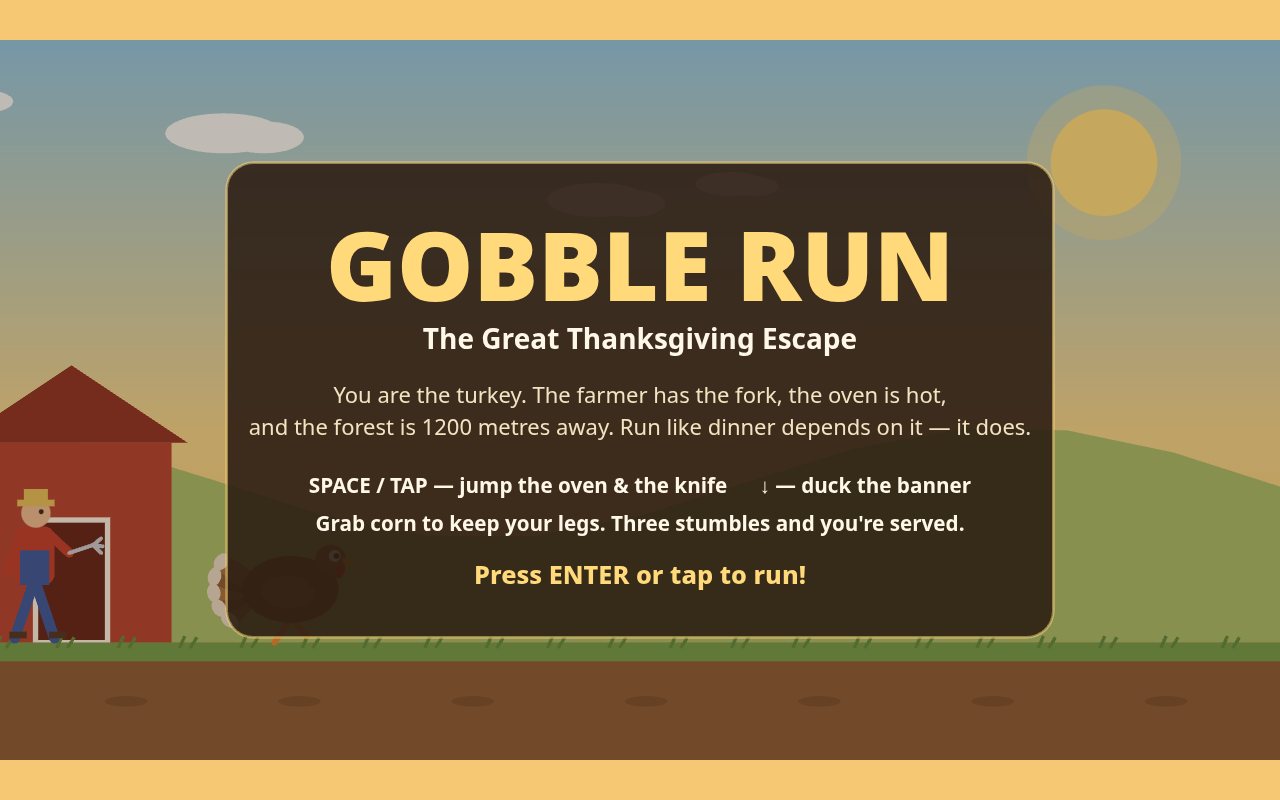 GOBBLE RUN
The Great Thanksgiving Escape
You are the turkey. The farmer has the fork, the oven is hot,
and the forest is 1200 metres away. Run like dinner depends on it — it does.
SPACE / TAP — jump the oven & the knife ↓ — duck the banner
Grab corn to keep your legs. Three stumbles and you're served.
Press ENTER or tap to run!